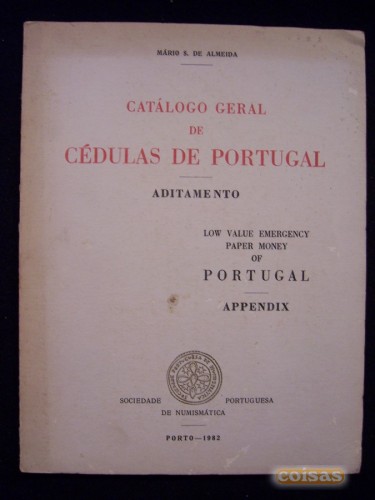 MÁRIO S. DE ALMEIDA
CATÁLOGO GERAL
DE
CÉDULAS DE PORTUGAL
ADITAMENTO
LOW VALUE EMERGENCY
PAPER MONEY
OF
PORTUGAL
APPENDIX
SOCIEDADE PORTUGUESA
DE NUMISMÁTICA
PORTO—1982
coisas